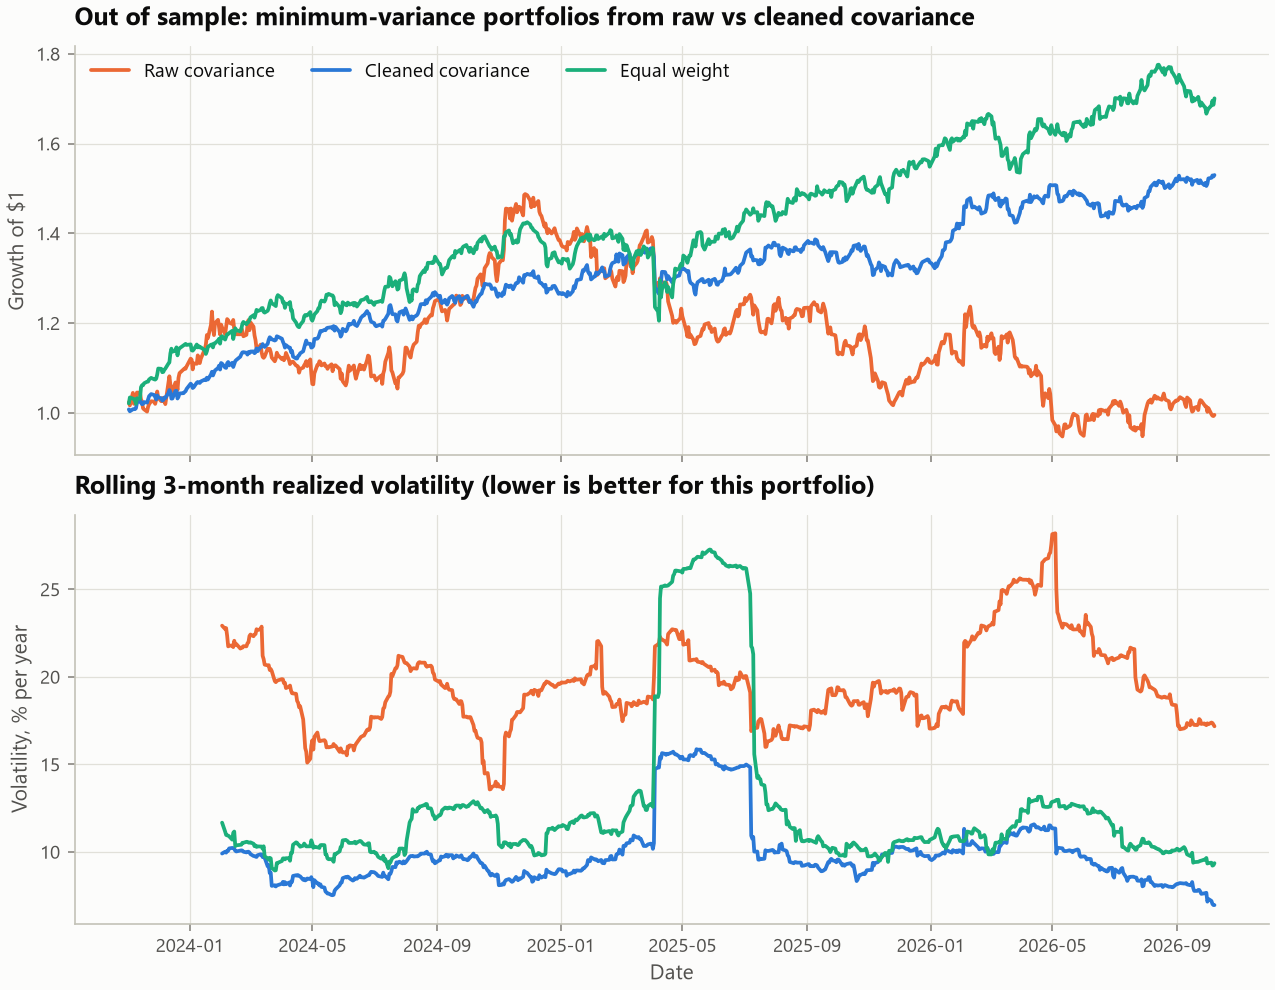 Out of sample: minimum-variance portfolios from raw vs cleaned covariance
Raw covariance
Cleaned covariance
Equal weight
Growth of $1
1.8
1.6
1.4
1.2
1.0
Rolling 3-month realized volatility (lower is better for this portfolio)
Volatility, % per year
25
20
15
10
2024-01
2024-05
2024-09
2025-01
2025-05
2025-09
2026-01
2026-05
2026-09
Date